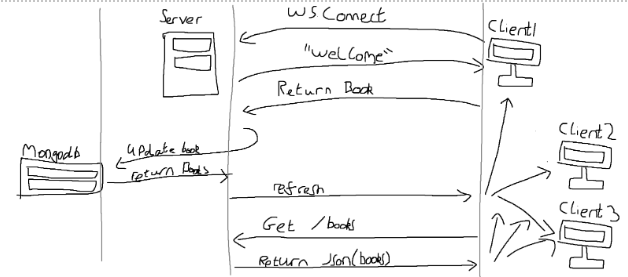 Server
WS.Connect
Client1
"Welcome"
Return Book
Client2
Mongodb
update book
return Books
refresh
Client3
Get /books
Return Json(books)